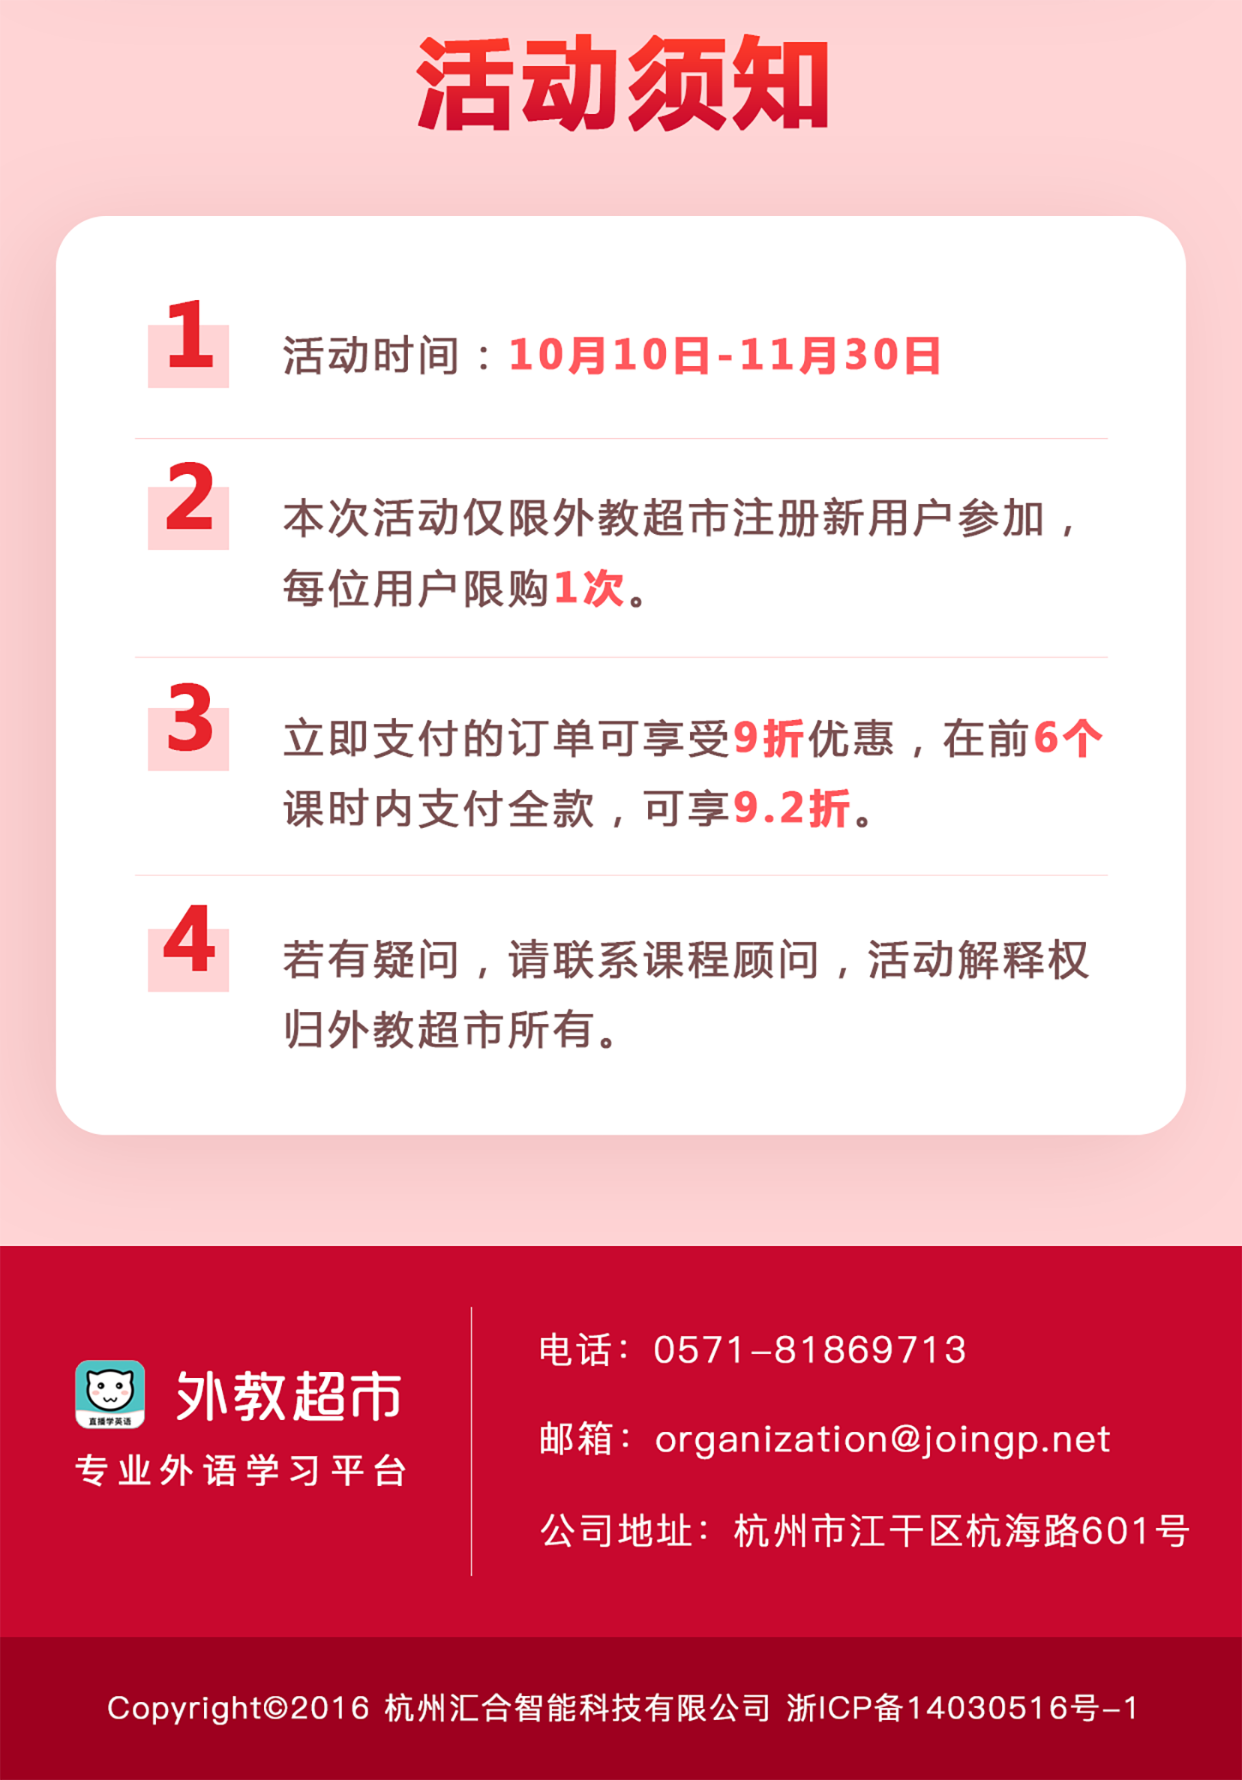 活动须知
1
活动时间：10月10日-11月30日
2
本次活动仅限外教超市注册新用户参加，
每位用户限购1次。
3
立即支付的订单可享受9折优惠，在前6个
课时内支付全款，可享9.2折。
4
若有疑问，请联系课程顾问，活动解释权
归外教超市所有。
直播学英语
外教超市
专业外语学习平台
电话：0571-81869713
邮箱：organization@joingp.net
公司地址：杭州市江干区杭海路601号
Copyright©2016 杭州汇合智能科技有限公司 浙ICP备14030516号-1